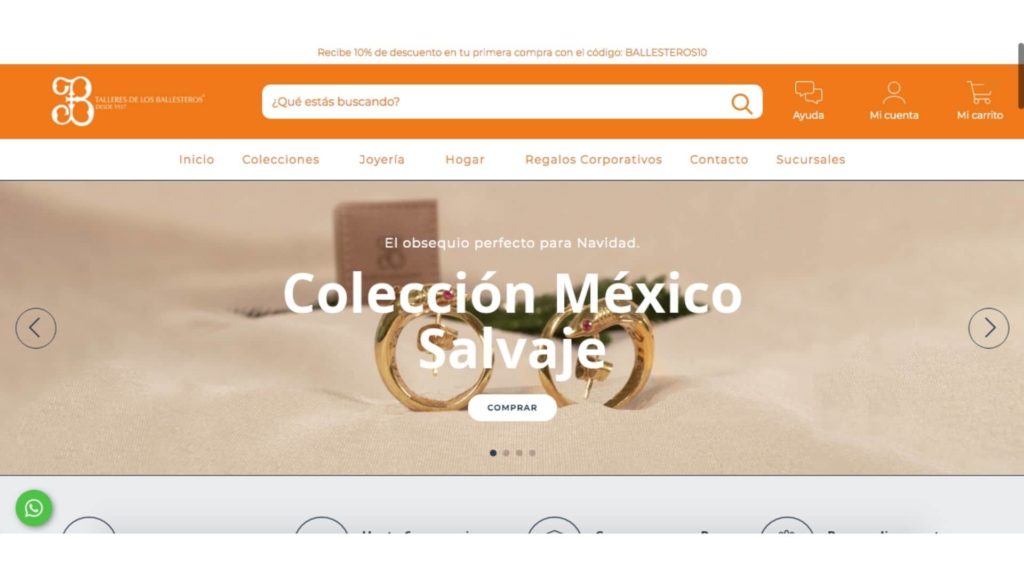 Recibe 10% de descuento en tu primera compra con el código: BALLESTEROS10
TALLERES DE LOS BALLESTEROS
DESDE 1937
¿Qué estás buscando?
Ayuda
Mi cuenta
Mi carrito
Inicio
Colecciones
Joyería
Hogar
Regalos Corporativos
Contacto
Sucursales
El obsequio perfecto para Navidad.
Colección México
Salvaje
COMPRAR